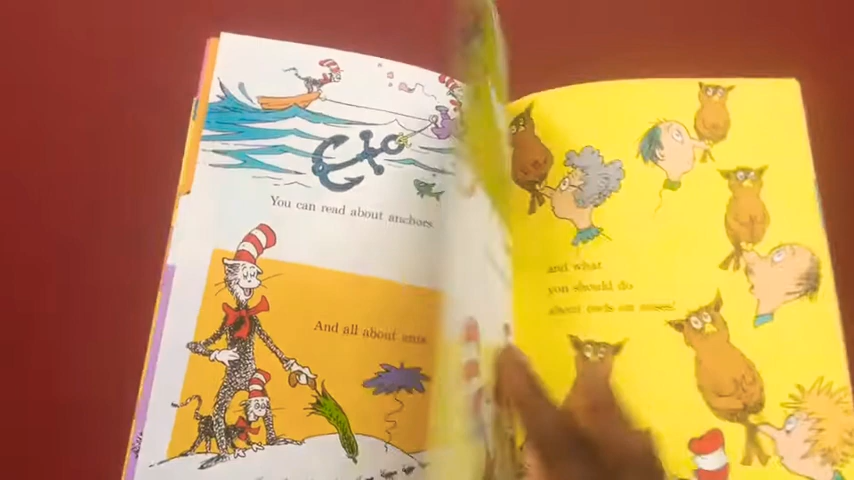 You can read about anchors.
And all about ants.
and what
you should do
about owls on noses!